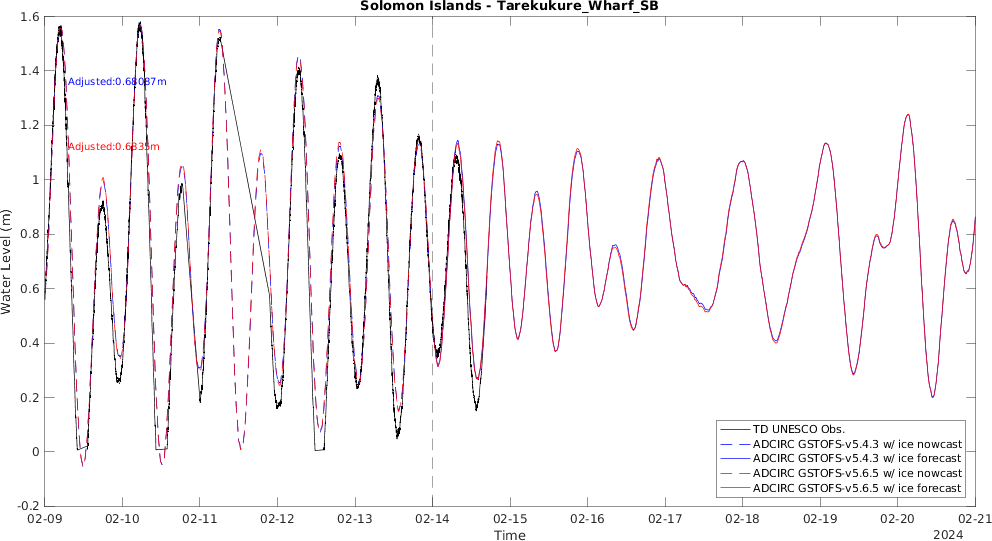 Solomon Islands - Tarekukure_Wharf_SB
1.6
1.4
1.2
1
0.8
0.6
0.4
0.2
0
-0.2
Water Level (m)
Adjusted:0.68087m
Adjusted:0.6335m
TD UNESCO Obs.
ADCIRC GSTOFS-v5.4.3 w/ ice nowcast
ADCIRC GSTOFS-v5.4.3 w/ ice forecast
ADCIRC GSTOFS-v5.6.5 w/ ice nowcast
ADCIRC GSTOFS-v5.6.5 w/ ice forecast
02-09 02-10 02-11 02-12 02-13 02-14 02-15 02-16 02-17 02-18 02-19 02-20 02-21
Time
2024